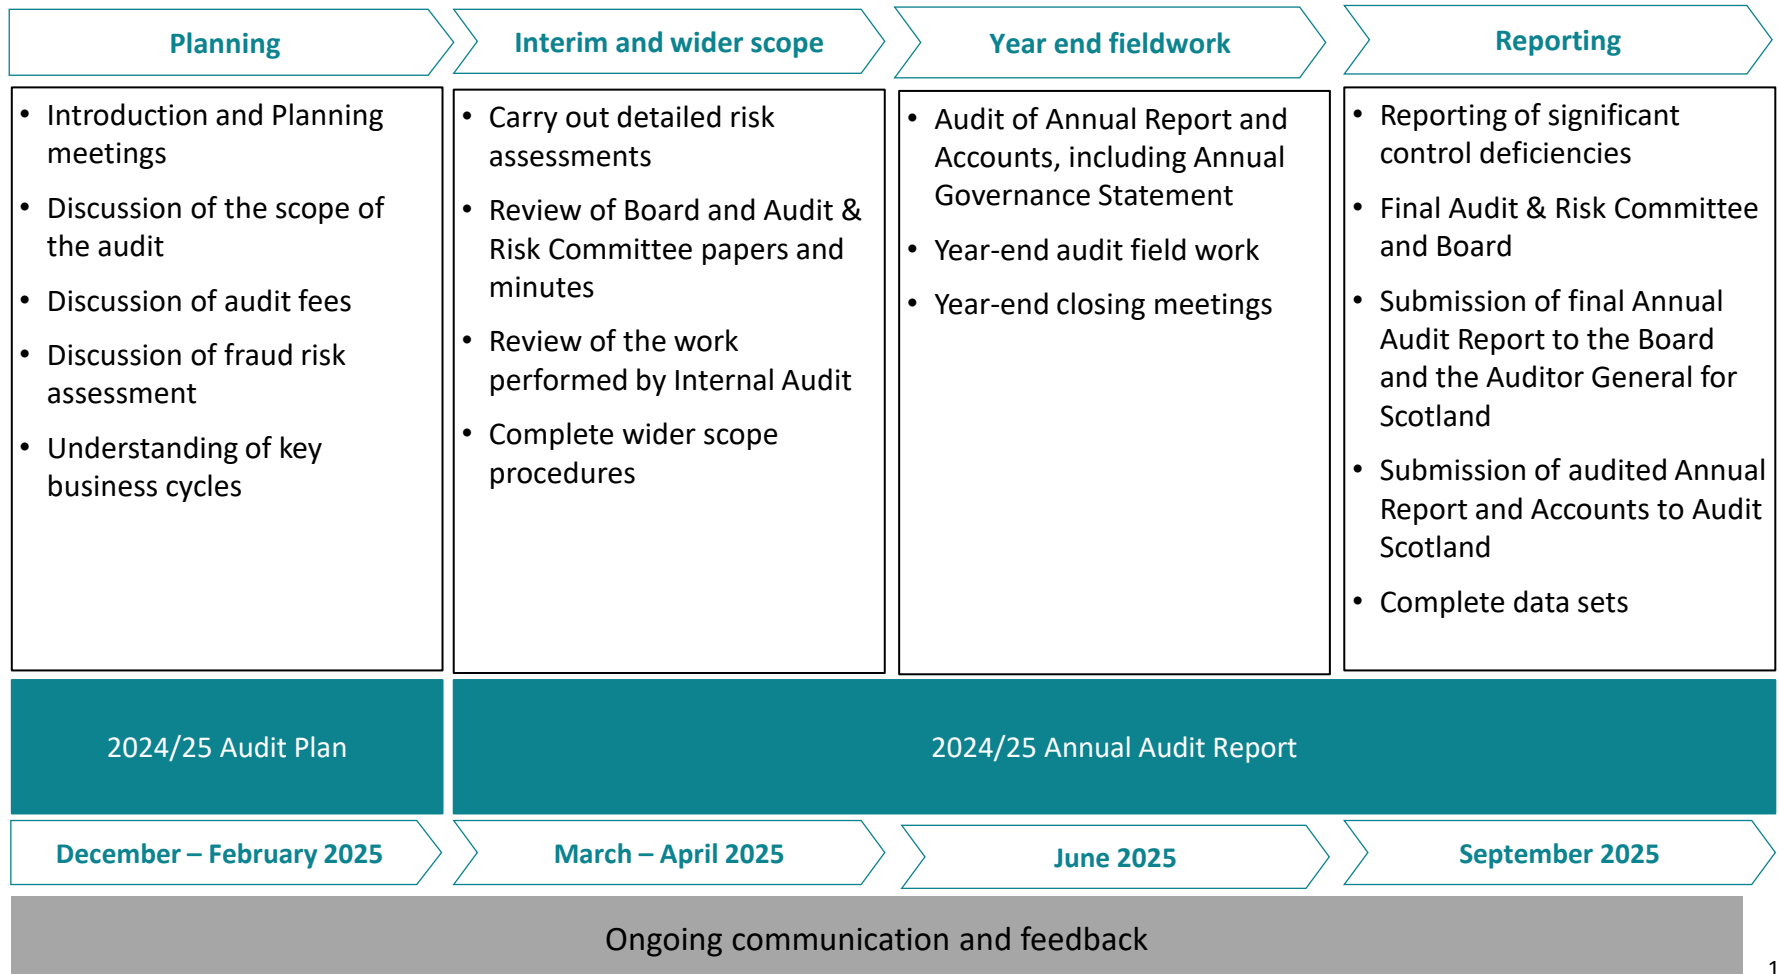 Planning
Interim and wider scope
Year end fieldwork
Reporting
• Introduction and Planning
meetings
• Discussion of the scope of
the audit
• Discussion of audit fees
• Discussion of fraud risk
assessment
• Understanding of key
business cycles
• Carry out detailed risk
assessments
• Review of Board and Audit &
Risk Committee papers and
minutes
• Review of the work
performed by Internal Audit
• Complete wider scope
procedures
• Audit of Annual Report and
Accounts, including Annual
Governance Statement
• Year-end audit field work
• Year-end closing meetings
• Reporting of significant
control deficiencies
• Final Audit & Risk Committee
and Board
• Submission of final Annual
Audit Report to the Board
and the Auditor General for
Scotland
• Submission of audited Annual
Report and Accounts to Audit
Scotland
• Complete data sets
2024/25 Audit Plan
2024/25 Annual Audit Report
December – February 2025
March – April 2025
June 2025
September 2025
Ongoing communication and feedback